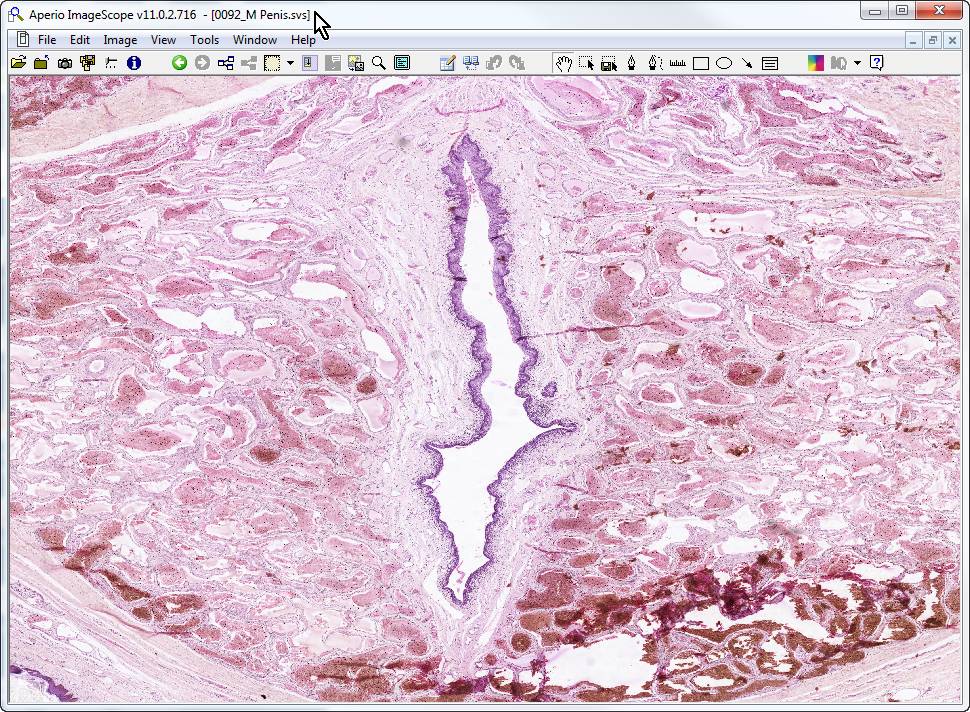 Aperio ImageScope v11.0.2.716 - [0092_M Penis.svs]
File Edit Image View Tools Window Help